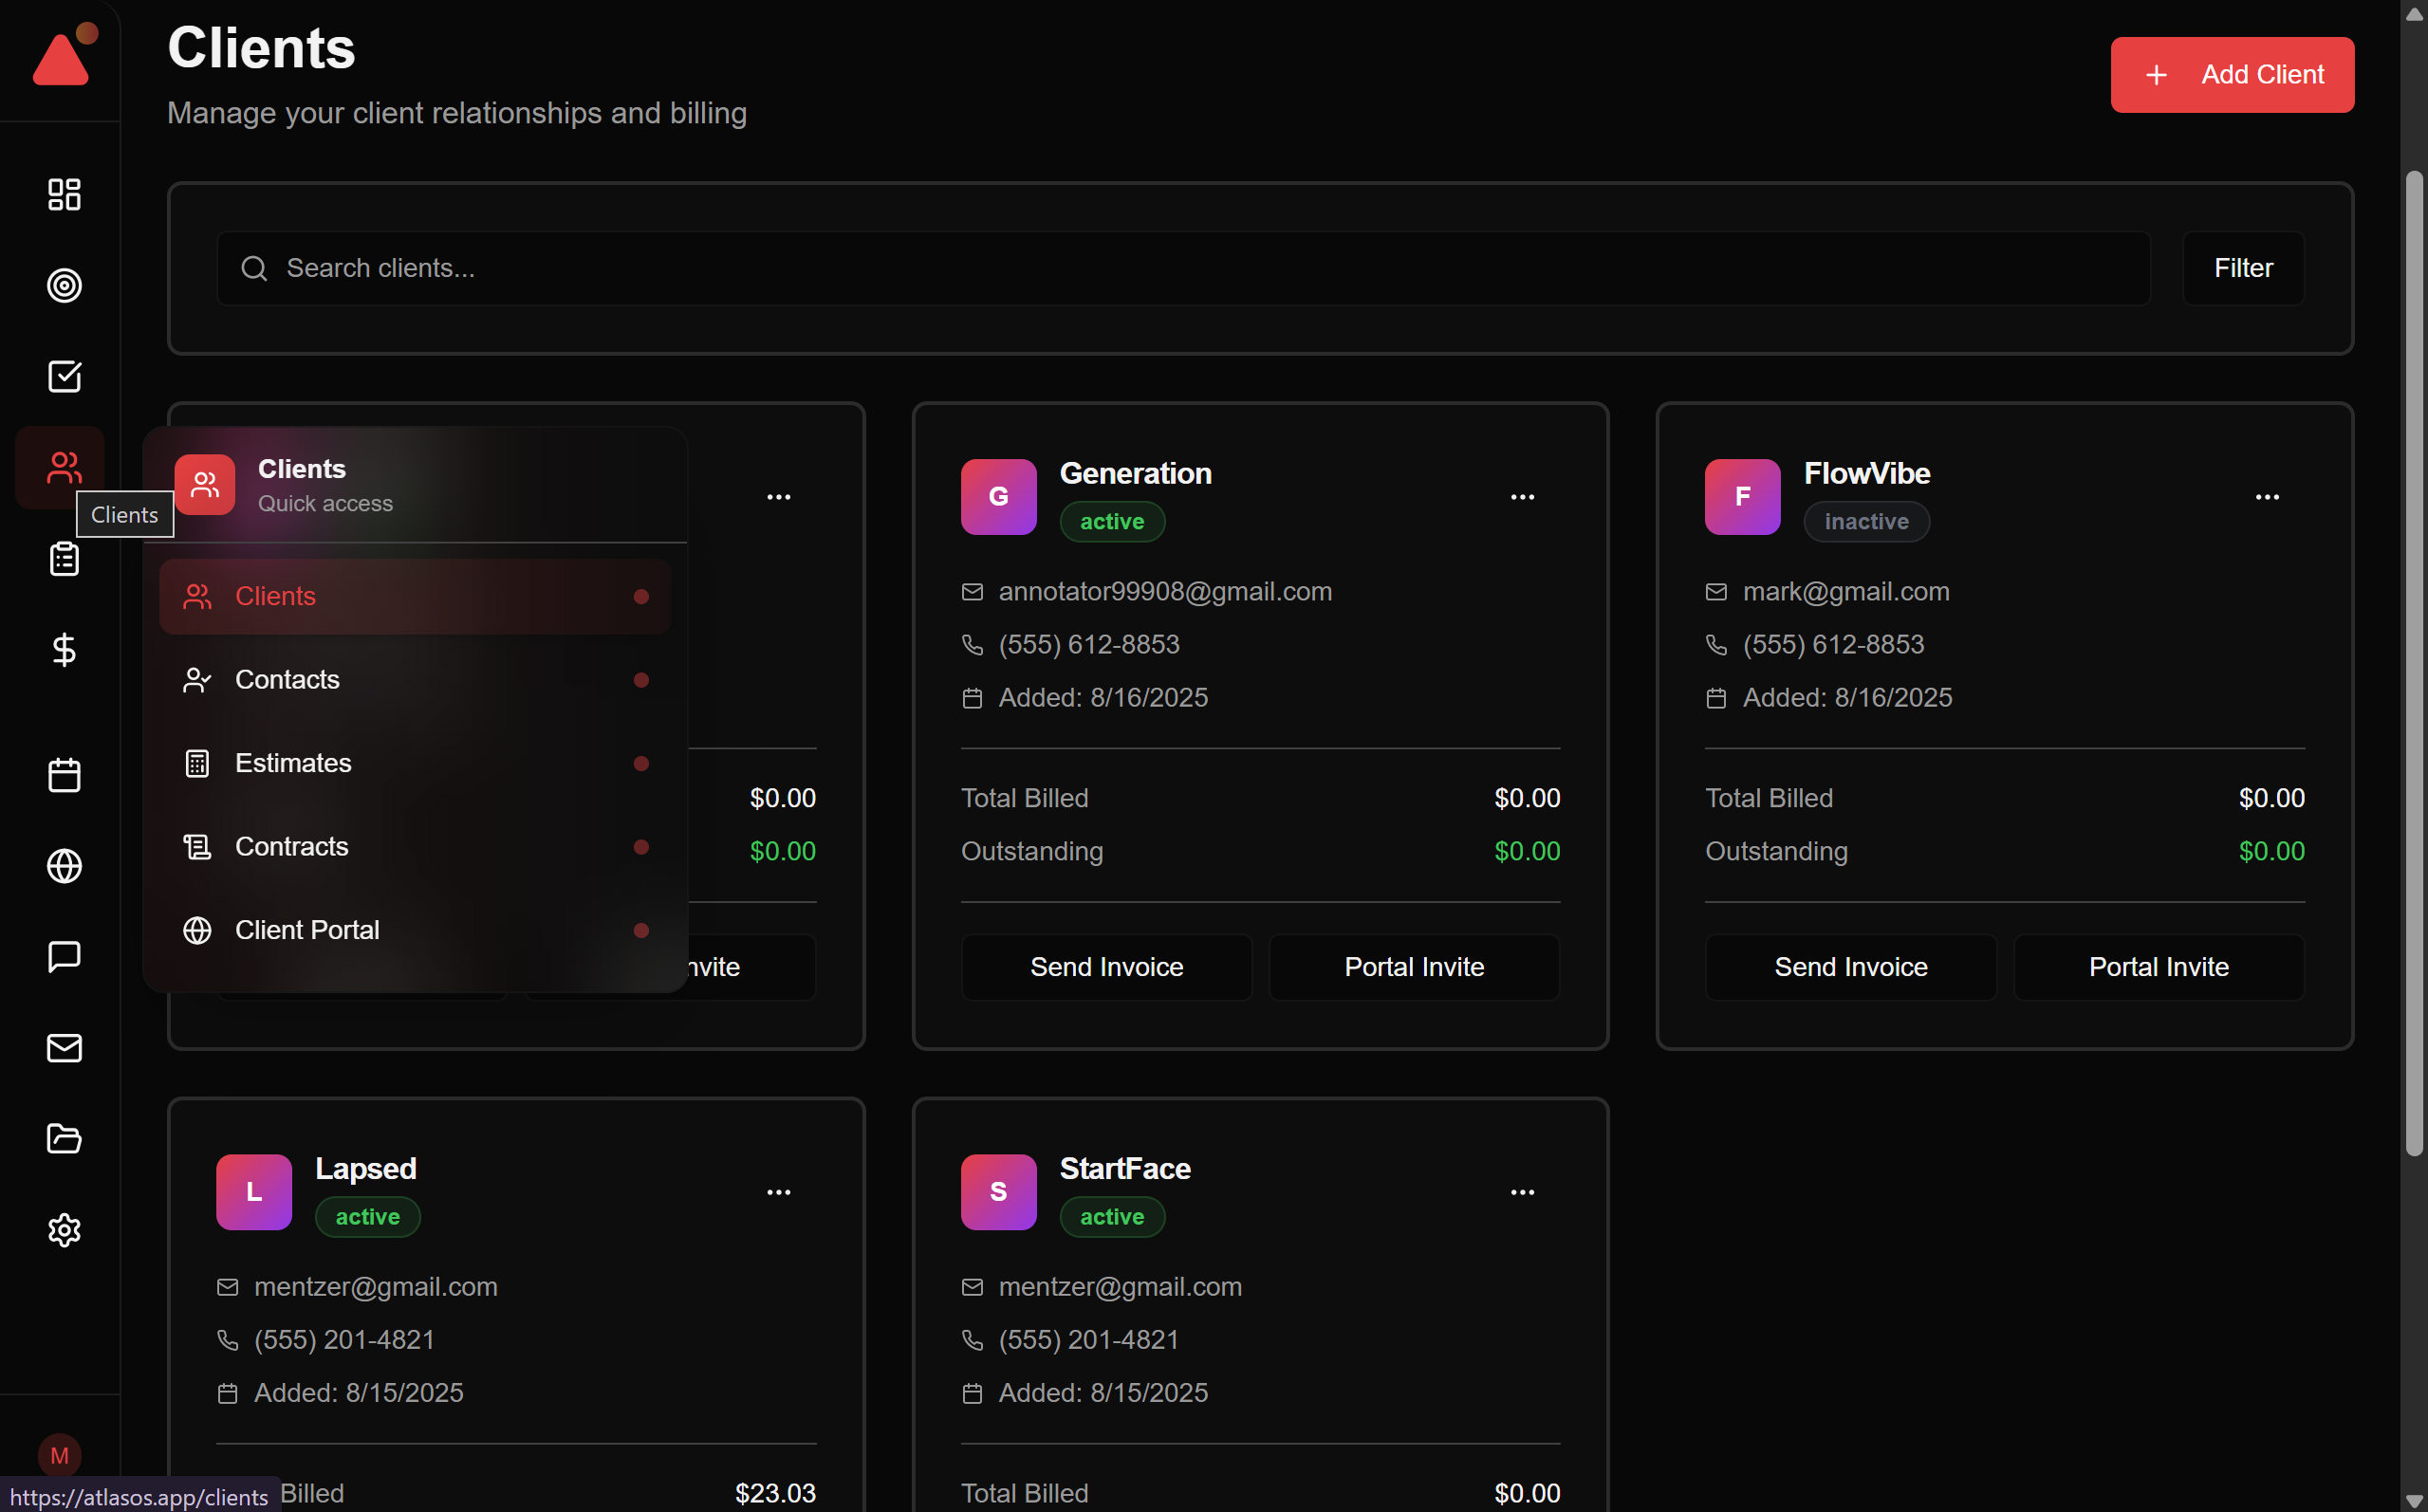 Clients
Manage your client relationships and billing
+ Add Client
Search clients...
Filter
Clients
Quick access
Clients
Clients
Contacts
Estimates
Contracts
Client Portal
$0.00
$0.00
G
Generation
active
annotator99908@gmail.com
(555) 612-8853
Added: 8/16/2025
Total Billed $0.00
Outstanding $0.00
Send Invoice Portal Invite
F
FlowVibe
inactive
mark@gmail.com
(555) 612-8853
Added: 8/16/2025
Total Billed $0.00
Outstanding $0.00
Send Invoice Portal Invite
L
Lapsed
active
mentzer@gmail.com
(555) 201-4821
Added: 8/15/2025
Billed $23.03
S
StartFace
active
mentzer@gmail.com
(555) 201-4821
Added: 8/15/2025
Total Billed $0.00
M
https://atlasos.app/clients